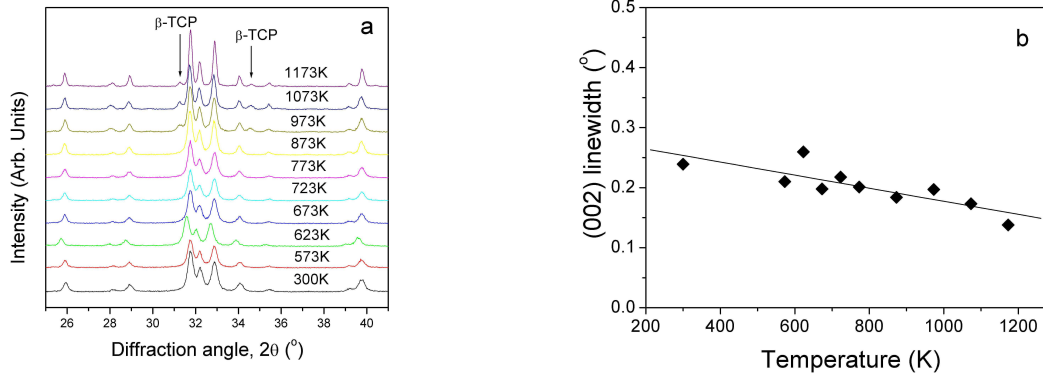 β-TCP
β-TCP
a
1173K
1073K
973K
873K
773K
723K
673K
623K
573K
300K
Intensity (Arb. Units)
26 28 30 32 34 36 38 40
Diffraction angle, 2θ (°)
b
0.5
0.4
0.3
0.2
0.1
0.0
(002) linewidth (°)
200 400 600 800 1000 1200
Temperature (K)